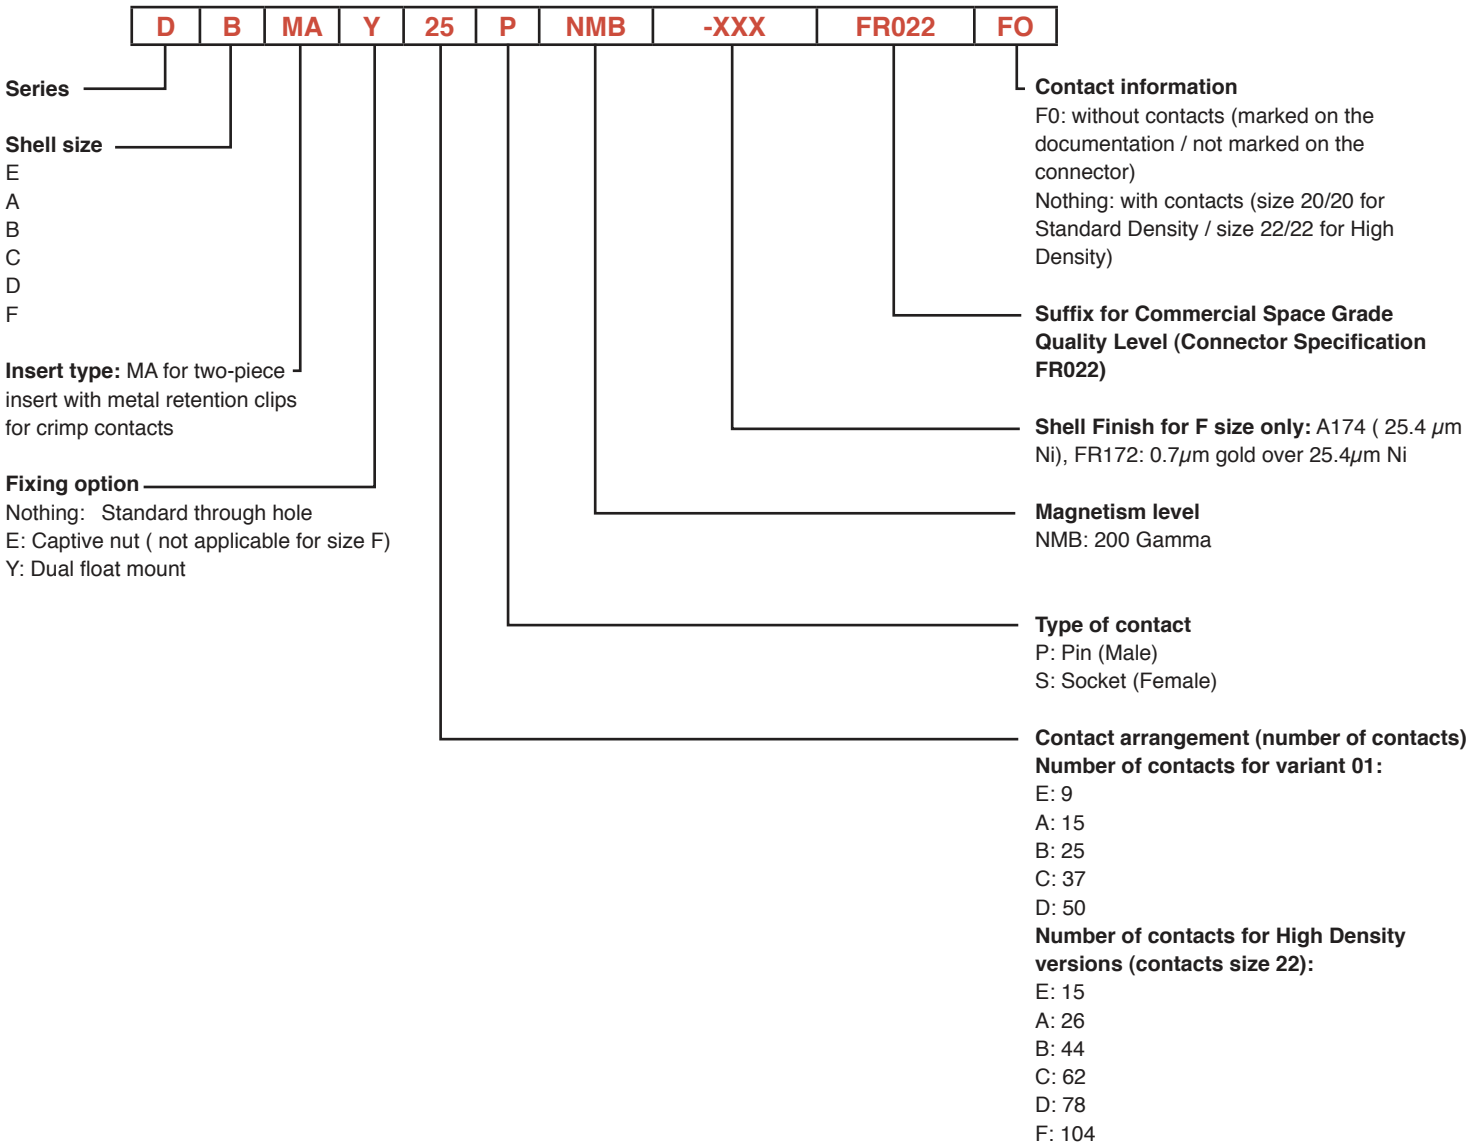 D B MA Y 25 P NMB -XXX FR022 FO
Series
Shell size
E
A
B
C
D
F
Insert type: MA for two-piece
insert with metal retention clips
for crimp contacts
Fixing option
Nothing: Standard through hole
E: Captive nut ( not applicable for size F)
Y: Dual float mount
Contact information
F0: without contacts (marked on the
documentation / not marked on the
connector)
Nothing: with contacts (size 20/20 for
Standard Density / size 22/22 for High
Density)
Suffix for Commercial Space Grade
Quality Level (Connector Specification
FR022)
Shell Finish for F size only: A174 ( 25.4 µm
Ni), FR172: 0.7µm gold over 25.4µm Ni
Magnetism level
NMB: 200 Gamma
Type of contact
P: Pin (Male)
S: Socket (Female)
Contact arrangement (number of contacts)
Number of contacts for variant 01:
E: 9
A: 15
B: 25
C: 37
D: 50
Number of contacts for High Density
versions (contacts size 22):
E: 15
A: 26
B: 44
C: 62
D: 78
F: 104